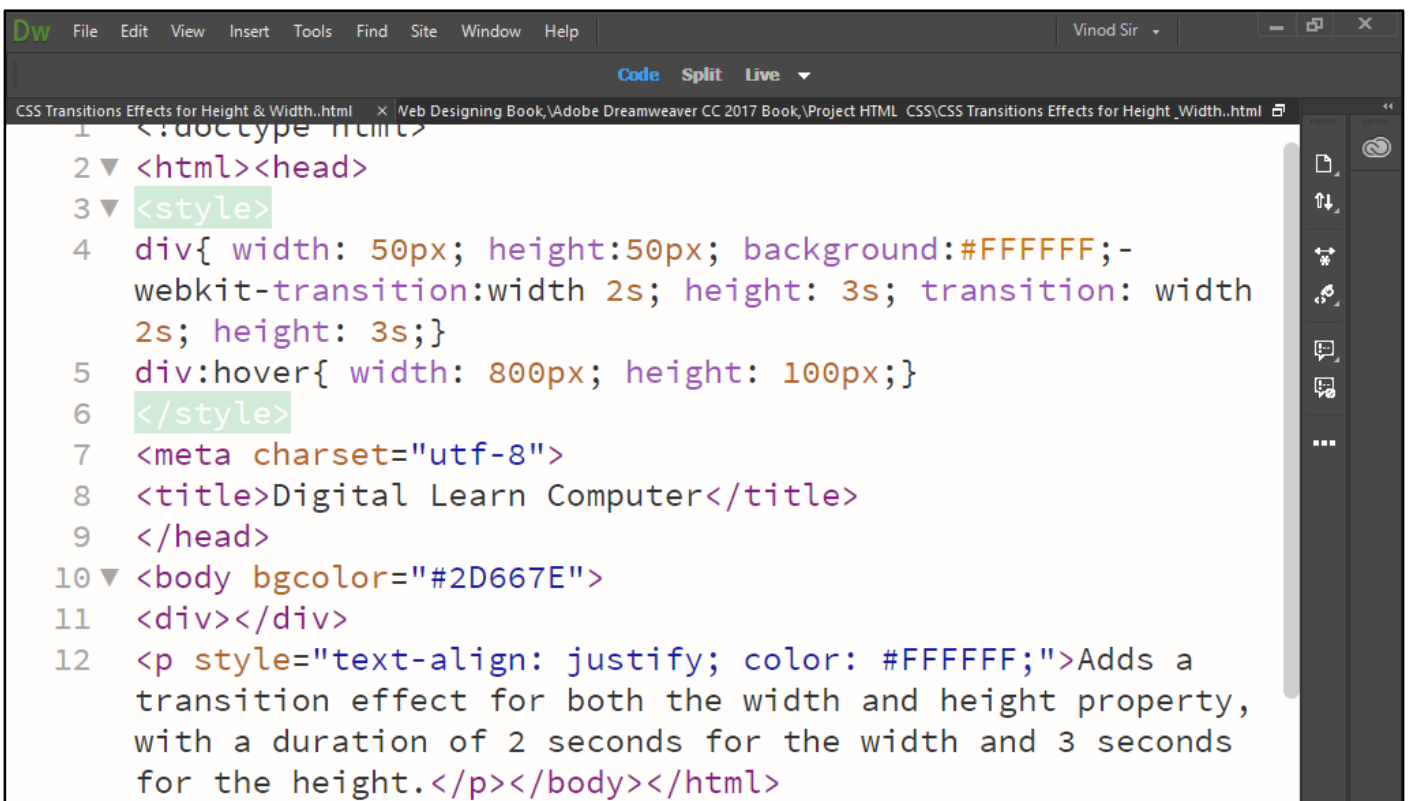 Dw File Edit View Insert Tools Find Site Window Help Vinod Sir
Code Split Live
CSS Transitions Effects for Height & Width..html × Web Designing Book,\Adobe Dreamweaver CC 2017 Book,\Project HTML CSS\CSS Transitions Effects for Height _Width..html
1 <!doctype html>
2 <html><head>
3 <style>
4 div{ width: 50px; height:50px; background:#FFFFFF;-
webkit-transition:width 2s; height: 3s; transition: width
2s; height: 3s;}
5 div:hover{ width: 800px; height: 100px;}
6 </style>
7 <meta charset="utf-8">
8 <title>Digital Learn Computer</title>
9 </head>
10 <body bgcolor="#2D667E">
11 <div></div>
12 <p style="text-align: justify; color: #FFFFFF;">Adds a
transition effect for both the width and height property,
with a duration of 2 seconds for the width and 3 seconds
for the height.</p></body></html>